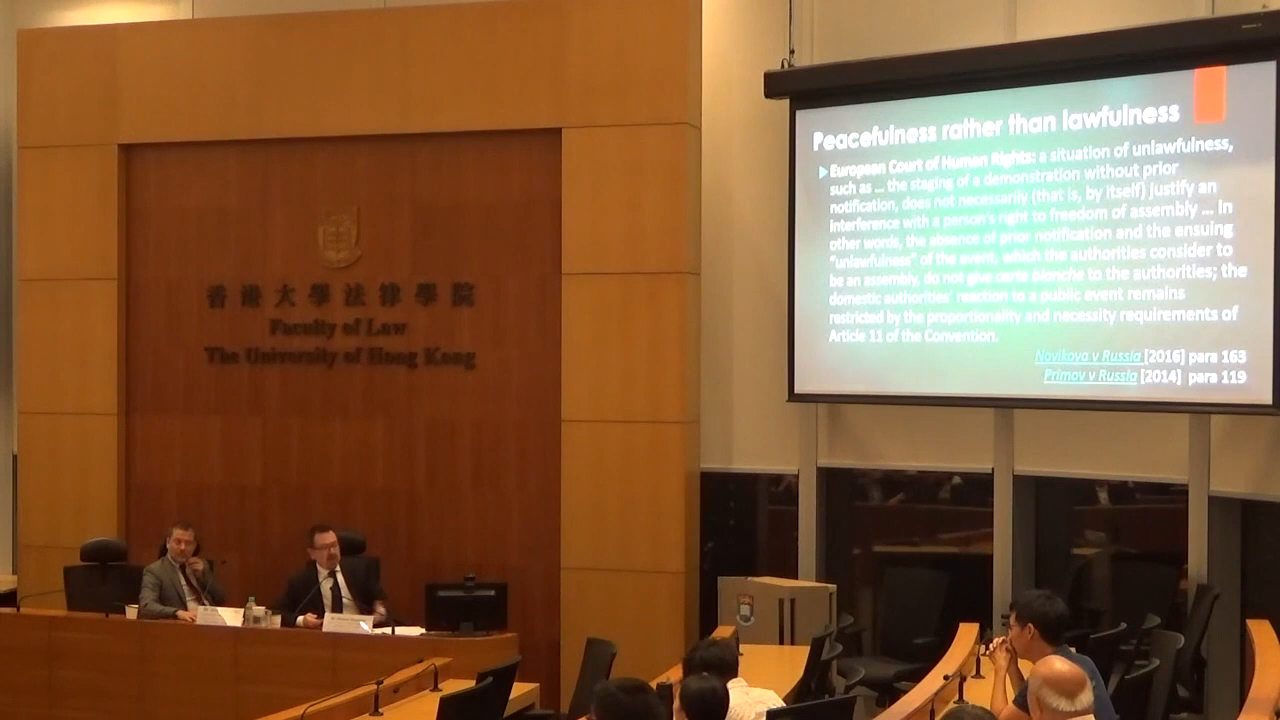 香港大學法律學院
Faculty of Law
The University of Hong Kong
Peacefulness rather than lawfulness
European Court of Human Rights: a situation of unlawfulness,
such as ... the staging of a demonstration without prior
notification, does not necessarily (that is, by itself) justify an
interference with a person's right to freedom of assembly ... In
other words, the absence of prior notification and the ensuing
"unlawfulness" of the event, which the authorities consider to
be an assembly, do not give carte blanche to the authorities; the
domestic authorities' reaction to a public event remains
restricted by the proportionality and necessity requirements of
Article 11 of the Convention.
Novikova v Russia [2016] para 163
Primov v Russia [2014] para 119